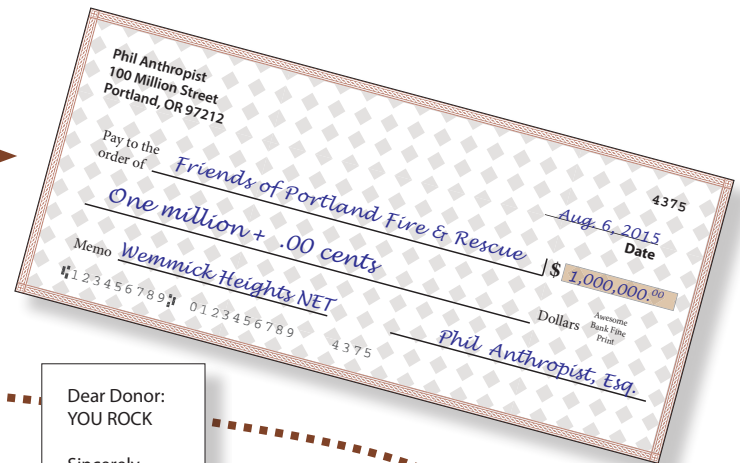 Phil Anthropist
100 Million Street
Portland, OR 97212
4375
Aug. 6, 2015
Date
Pay to the
order of Friends of Portland Fire & Rescue
$ 1,000,000.00
One million + .00 cents
Dollars
Awesome
Bank Fine
Print
Memo Wemmick Heights NET
Phil Anthropist, Esq.
⑆123456789⑆ 0123456789 4375
Dear Donor:
YOU ROCK
Sincerely